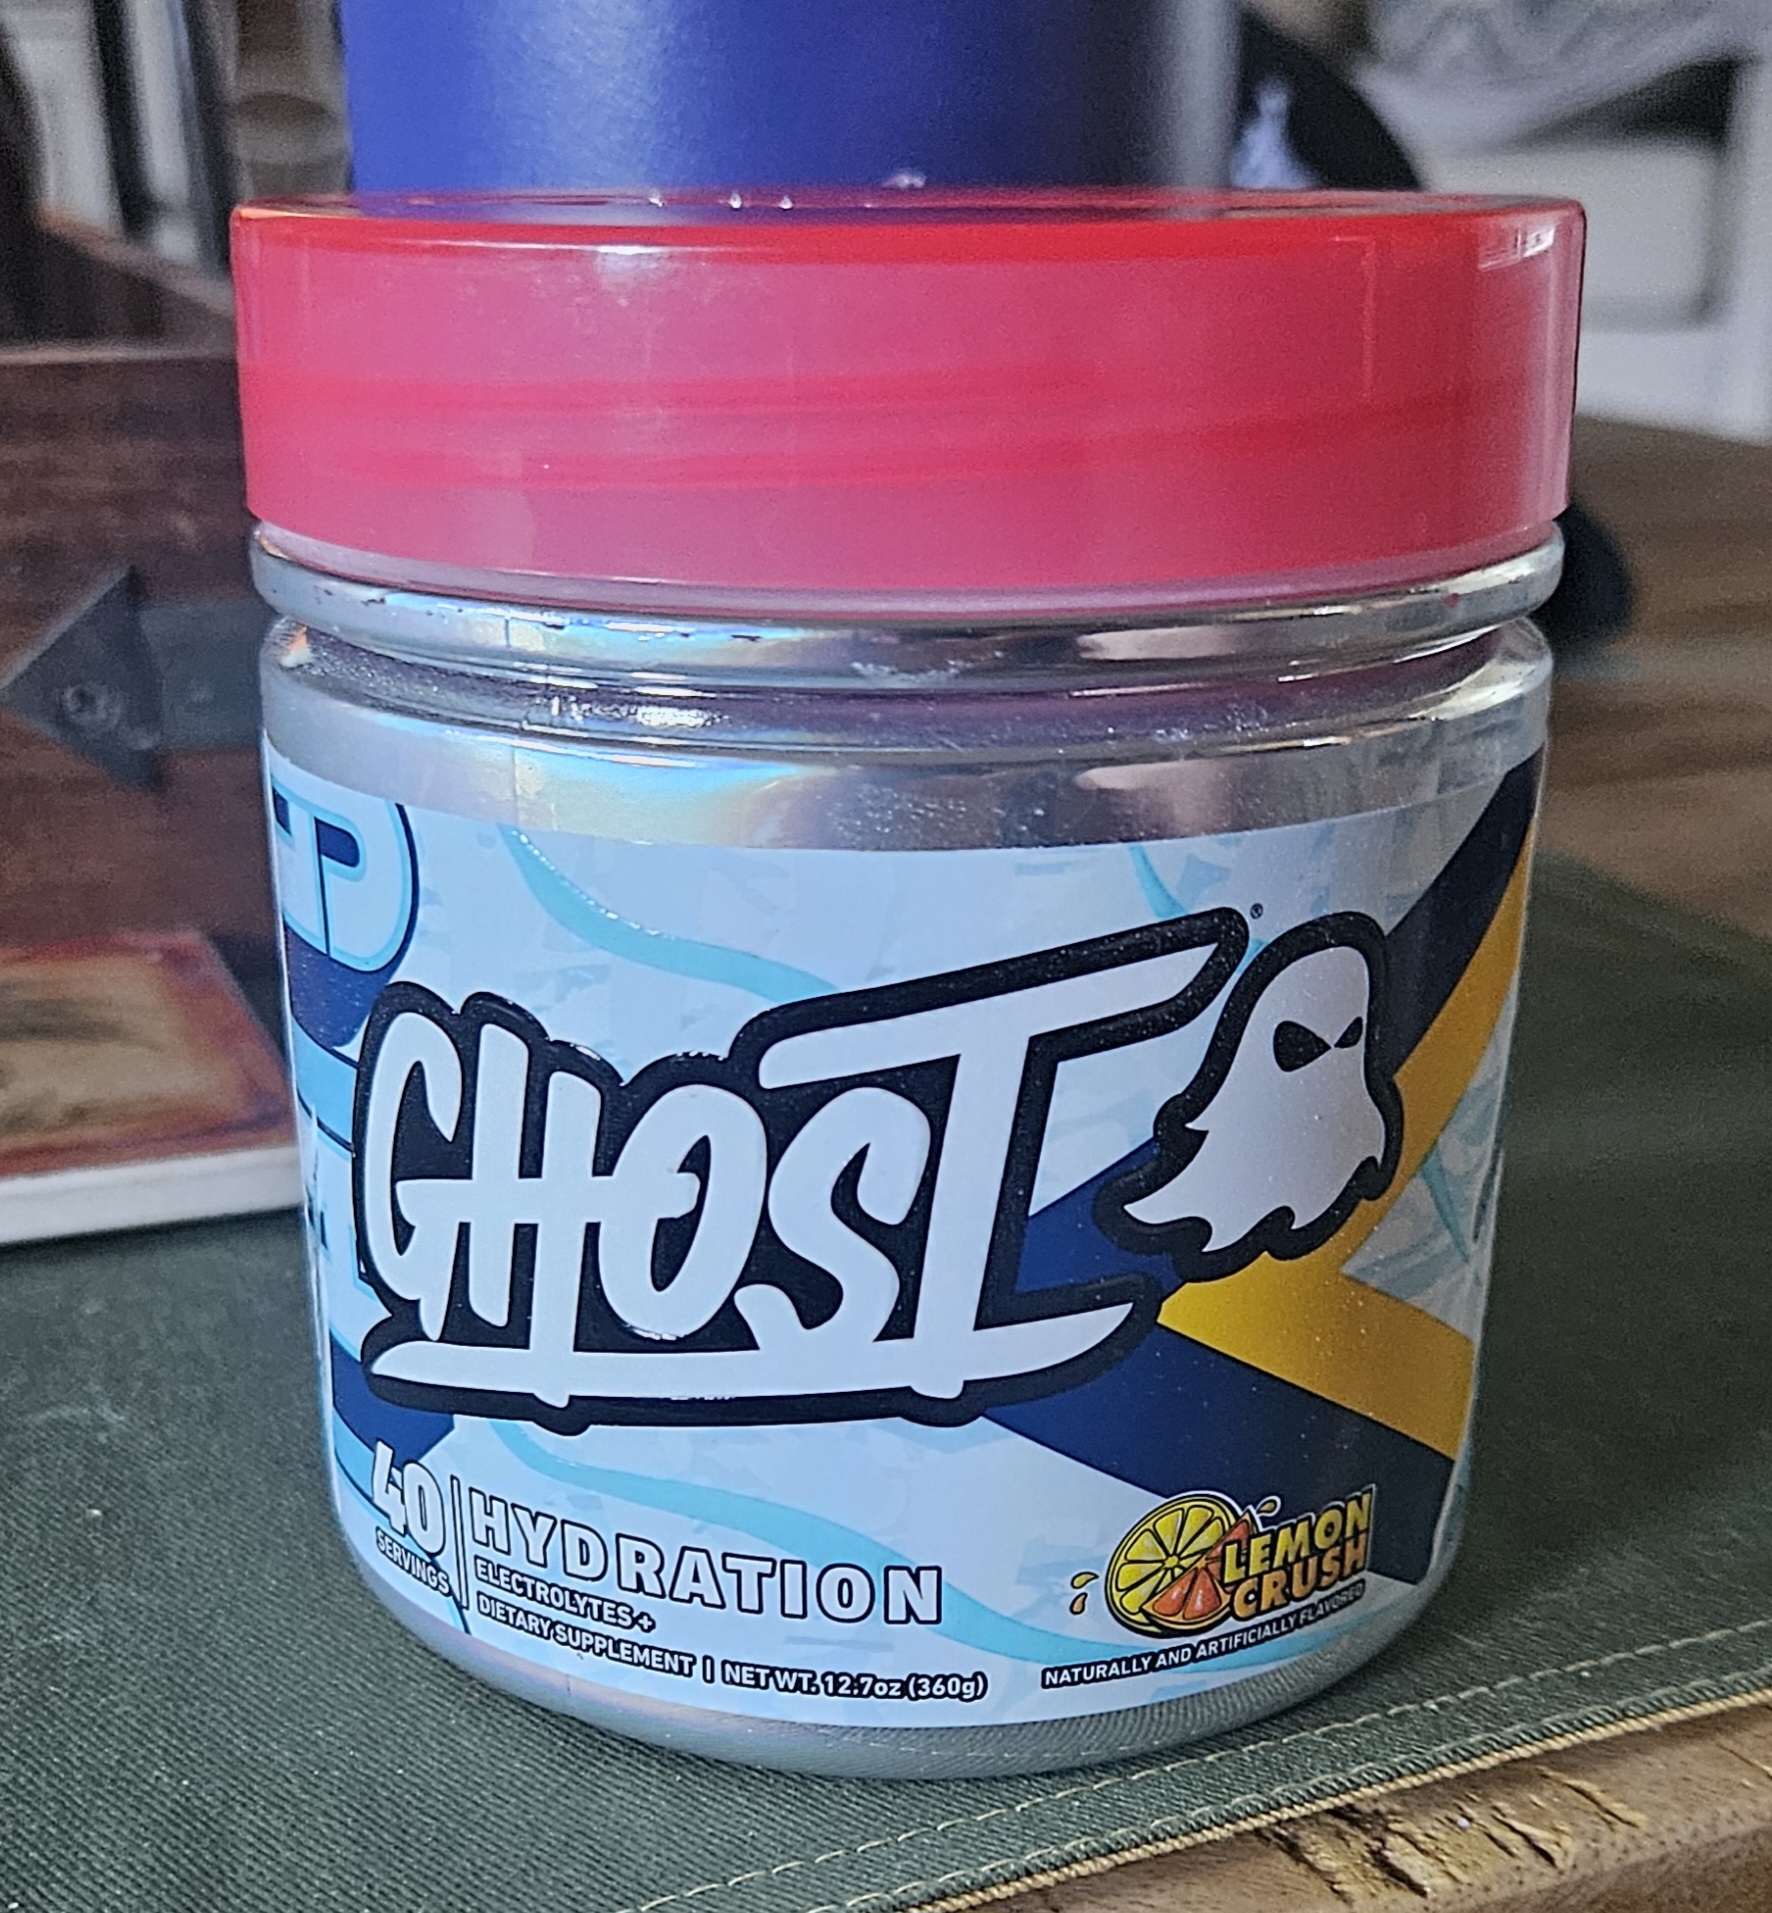 GHOST®
40
SERVINGS
HYDRATION
ELECTROLYTES +
DIETARY SUPPLEMENT | NET WT. 12.7oz (360g)
LEMON
CRUSH
NATURALLY AND ARTIFICIALLY FLAVORED